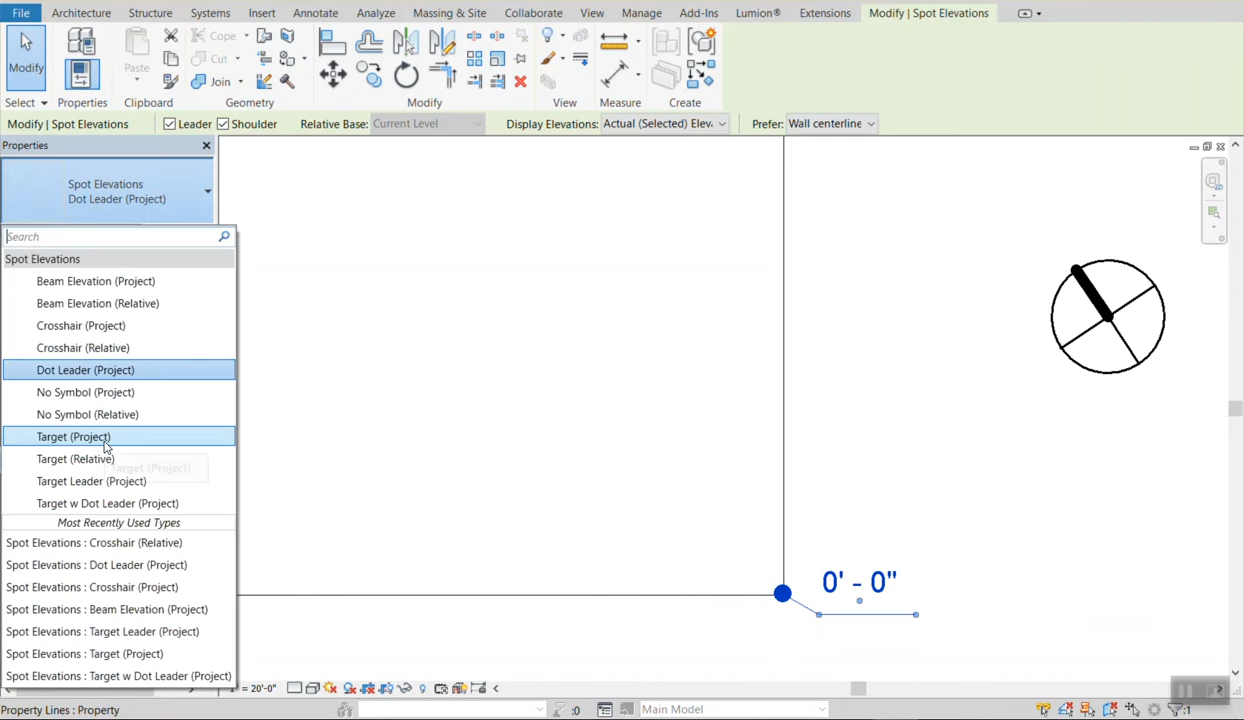 File Architecture Structure Systems Insert Annotate Analyze Massing & Site Collaborate View Manage Add-Ins Lumion® Extensions Modify | Spot Elevations
Modify Paste Cope Cut Join
Select Properties Clipboard Geometry Modify View Measure Create
Modify | Spot Elevations Leader Shoulder Relative Base: Current Level Display Elevations: Actual (Selected) Elev Prefer: Wall centerline
Properties
Spot Elevations
Dot Leader (Project)
Search
Spot Elevations
Beam Elevation (Project)
Beam Elevation (Relative)
Crosshair (Project)
Crosshair (Relative)
Dot Leader (Project)
No Symbol (Project)
No Symbol (Relative)
Target (Project)
Target (Relative)
Target (Project)
Target Leader (Project)
Target w Dot Leader (Project)
Most Recently Used Types
Spot Elevations : Crosshair (Relative)
Spot Elevations : Dot Leader (Project)
Spot Elevations : Crosshair (Project)
Spot Elevations : Beam Elevation (Project)
Spot Elevations : Target Leader (Project)
Spot Elevations : Target (Project)
Spot Elevations : Target w Dot Leader (Project)
0' - 0"
= 20'-0"
Property Lines : Property :0 Main Model :1